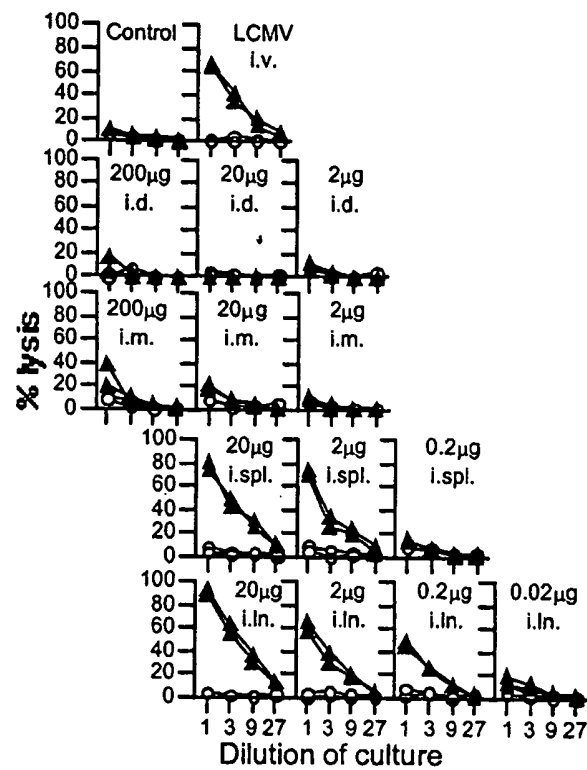 100
80
60
40
20
0
Control
LCMV
i.v.
100
80
60
40
20
0
200µg
i.d.
20µg
i.d.
2µg
i.d.
100
80
60
40
20
0
200µg
i.m.
20µg
i.m.
2µg
i.m.
% lysis
100
80
60
40
20
0
20µg
i.spl.
2µg
i.spl.
0.2µg
i.spl.
100
80
60
40
20
0
20µg
i.ln.
2µg
i.ln.
0.2µg
i.ln.
0.02µg
i.ln.
1 3 9 27 1 3 9 27 1 3 9 27 1 3 9 27
Dilution of culture